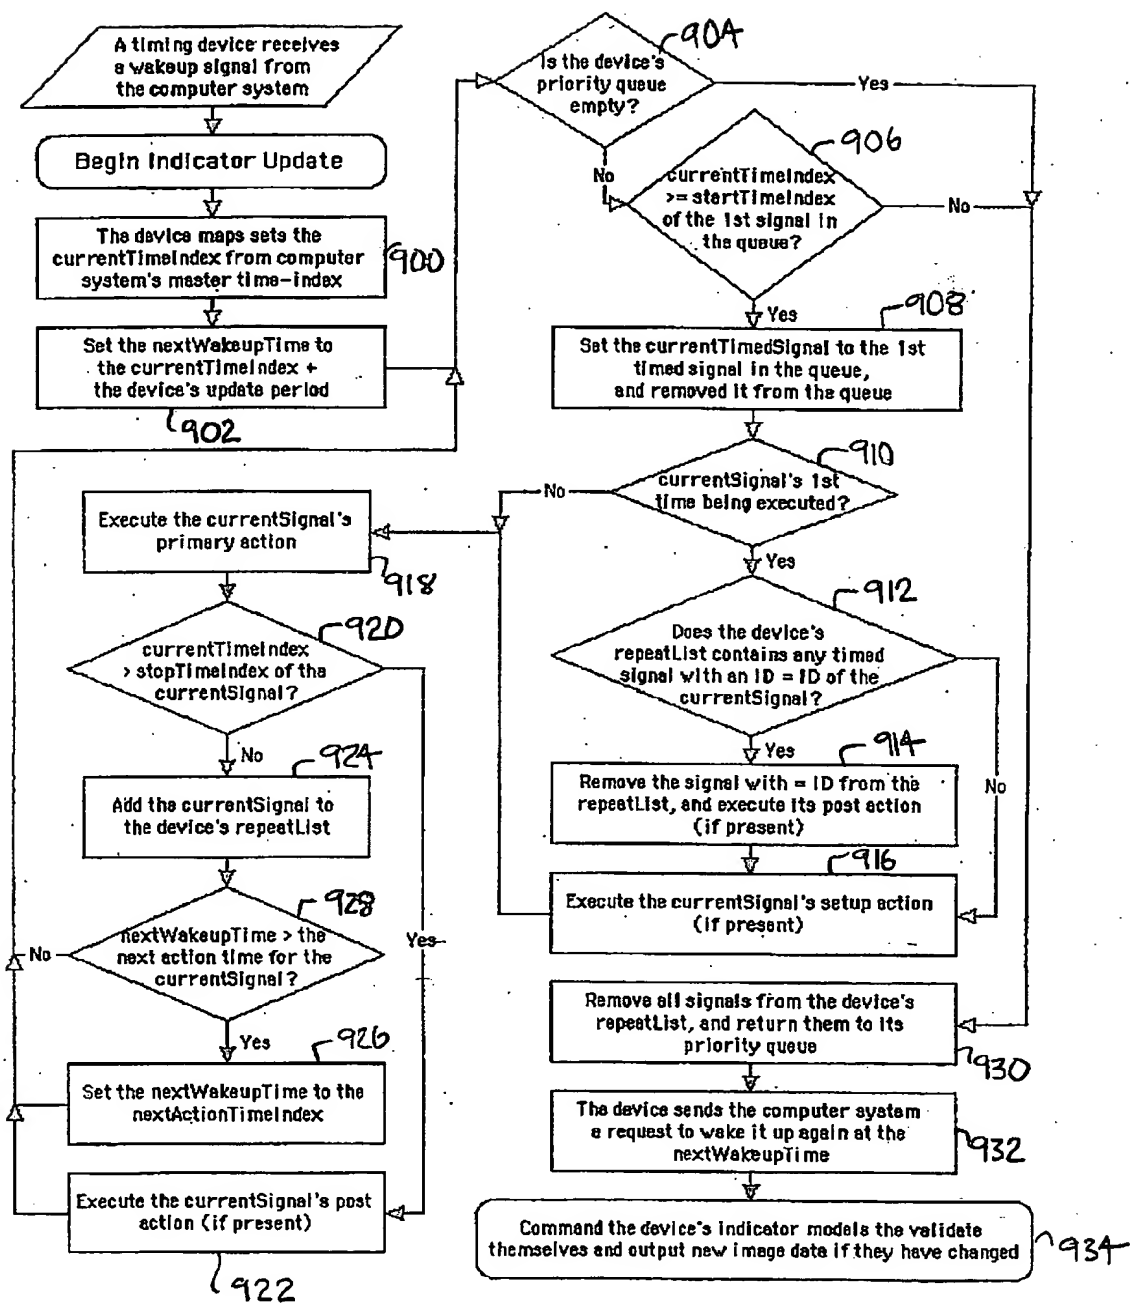 A timing device receives
a wakeup signal from
the computer system
Begin Indicator Update
The device maps sets the
currentTimeIndex from computer
system's master time-index
900
Set the nextWakeupTime to
the currentTimeIndex +
the device's update period
902
904
Is the device's
priority queue
empty?
Yes
No
906
currentTimeIndex
>= startTimeIndex
of the 1st signal in
the queue?
No
Yes
908
Set the currentTimedSignal to the 1st
timed signal in the queue,
and removed it from the queue
910
currentSignal's 1st
time being executed?
No
Yes
912
Does the device's
repeatList contains any timed
signal with an ID = ID of the
currentSignal?
Yes
No
914
Remove the signal with = ID from the
repeatList, and execute its post action
(if present)
916
Execute the currentSignal's setup action
(if present)
Execute the currentSignal's
primary action
918
920
currentTimeIndex
> stopTimeIndex of the
currentSignal?
No
Yes
924
Add the currentSignal to
the device's repeatList
928
nextWakeupTime > the
next action time for the
currentSignal?
No
Yes
926
Set the nextWakeupTime to the
nextActionTimeIndex
Execute the currentSignal's post
action (if present)
922
Remove all signals from the device's
repeatList, and return them to its
priority queue
930
The device sends the computer system
a request to wake it up again at the
nextWakeupTime
932
Command the device's indicator models the validate
themselves and output new image data if they have changed
934